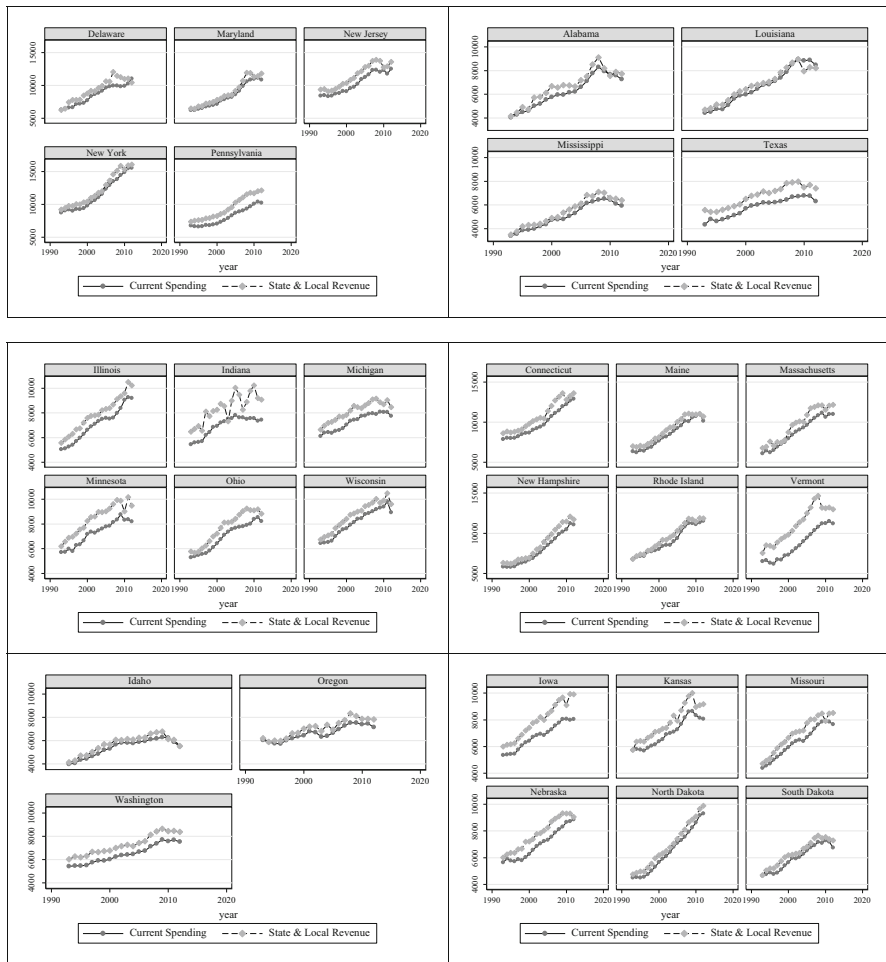 Delaware Maryland New Jersey
15000
10000
5000
1990 2000 2010 2020
New York Pennsylvania
15000
10000
5000
1990 2000 2010 2020 1990 2000 2010 2020
year
Current Spending State & Local Revenue
Alabama Louisiana
10000
8000
6000
4000
Mississippi Texas
10000
8000
6000
4000
1990 2000 2010 2020 1990 2000 2010 2020
year
Current Spending State & Local Revenue
Illinois Indiana Michigan
10000
8000
6000
4000
Minnesota Ohio Wisconsin
10000
8000
6000
4000
1990 2000 2010 2020 1990 2000 2010 2020 1990 2000 2010 2020
year
Current Spending State & Local Revenue
Connecticut Maine Massachusetts
15000
10000
5000
New Hampshire Rhode Island Vermont
15000
10000
5000
1990 2000 2010 2020 1990 2000 2010 2020 1990 2000 2010 2020
year
Current Spending State & Local Revenue
Idaho Oregon
10000
8000
6000
4000
1990 2000 2010 2020
Washington
10000
8000
6000
4000
1990 2000 2010 2020
year
Current Spending State & Local Revenue
Iowa Kansas Missouri
10000
8000
6000
4000
Nebraska North Dakota South Dakota
10000
8000
6000
4000
1990 2000 2010 2020 1990 2000 2010 2020 1990 2000 2010 2020
year
Current Spending State & Local Revenue